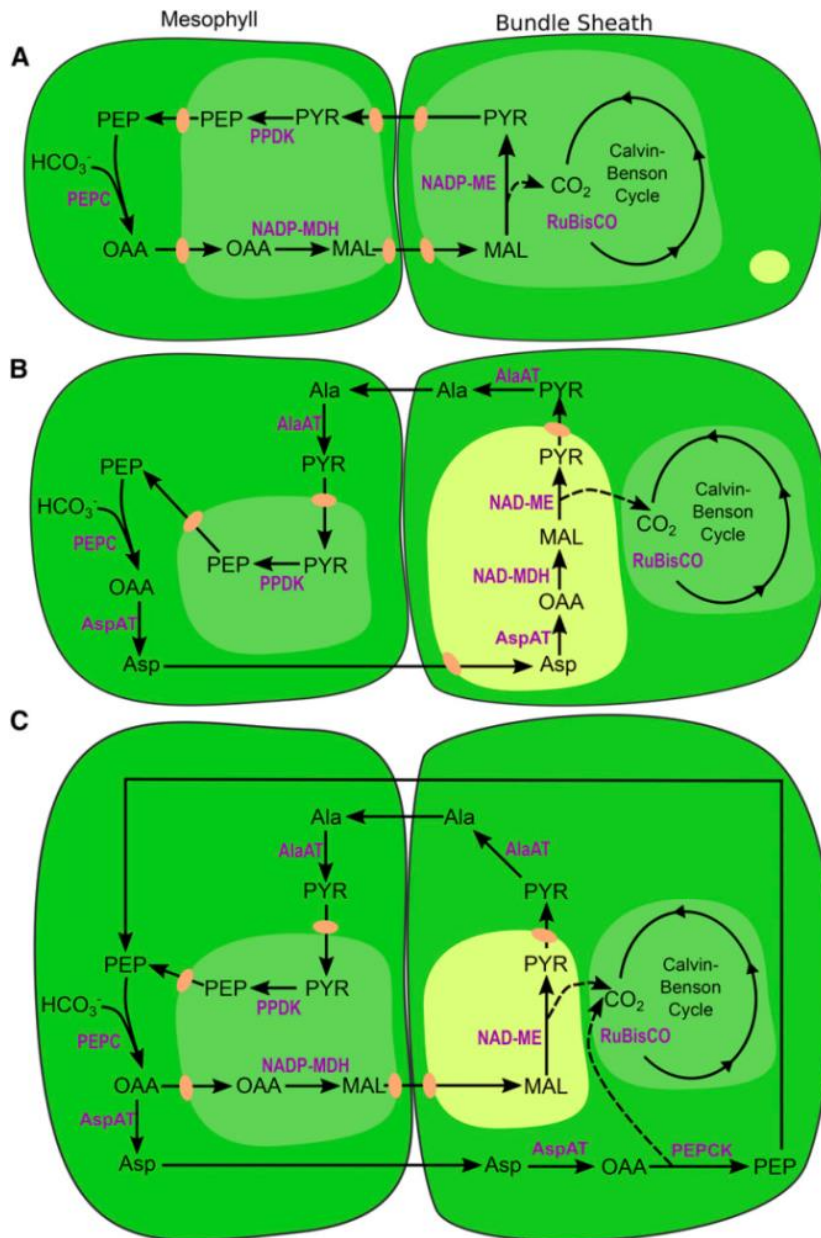 Mesophyll
Bundle Sheath
A
PEP
PEP
PYR
PYR
PPDK
HCO₃⁻
PEPC
NADP-ME
CO₂
Calvin-
Benson
Cycle
RuBisCO
NADP-MDH
OAA
OAA
MAL
MAL
B
Ala
Ala
AlaAT
PYR
AlaAT
PYR
PYR
PEP
HCO₃⁻
PEPC
NAD-ME
CO₂
Calvin-
Benson
Cycle
RuBisCO
PEP
PYR
PPDK
MAL
NAD-MDH
OAA
OAA
AspAT
AspAT
Asp
Asp
C
Ala
Ala
AlaAT
AlaAT
PYR
PYR
PEP
PEP
PYR
PPDK
PYR
HCO₃⁻
PEPC
NAD-ME
CO₂
Calvin-
Benson
Cycle
RuBisCO
NADP-MDH
OAA
OAA
MAL
MAL
AspAT
Asp
Asp
AspAT
OAA
PEPCK
PEP